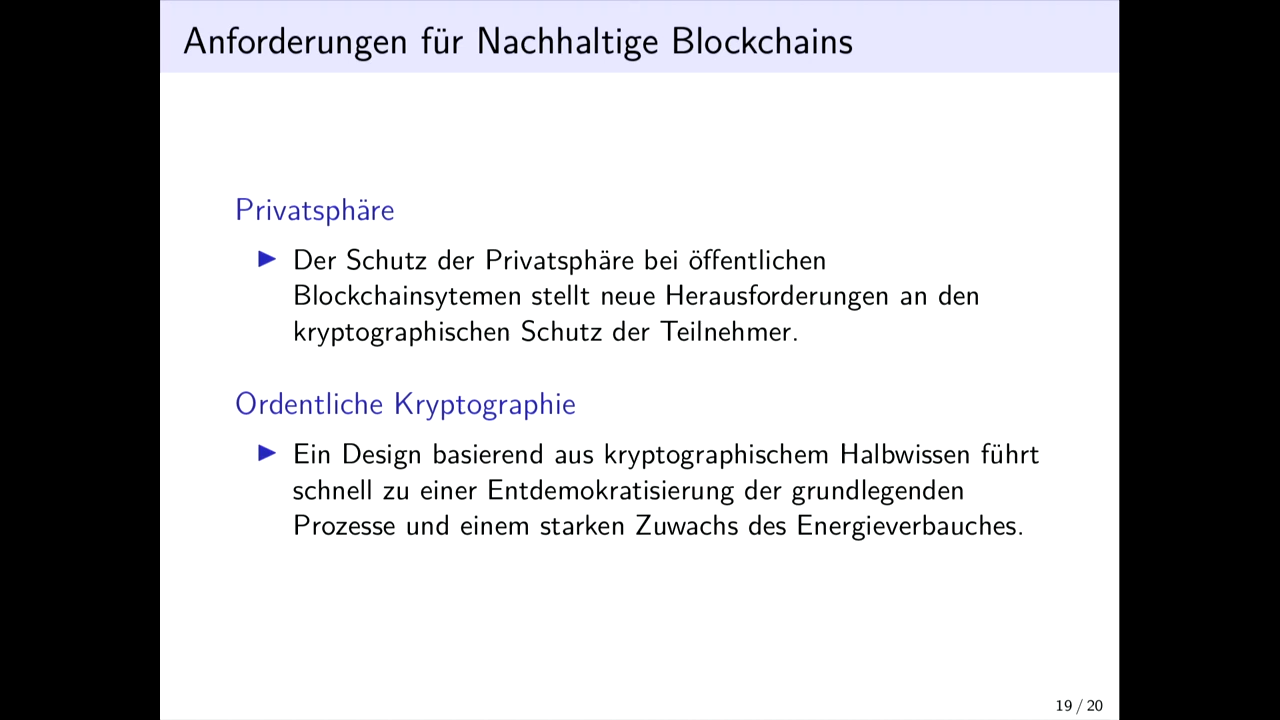 Anforderungen für Nachhaltige Blockchains
Privatsphäre
Der Schutz der Privatsphäre bei öffentlichen
Blockchainsytemen stellt neue Herausforderungen an den
kryptographischen Schutz der Teilnehmer.
Ordentliche Kryptographie
Ein Design basierend aus kryptographischem Halbwissen führt
schnell zu einer Entdemokratisierung der grundlegenden
Prozesse und einem starken Zuwachs des Energieverbauches.
19 / 20